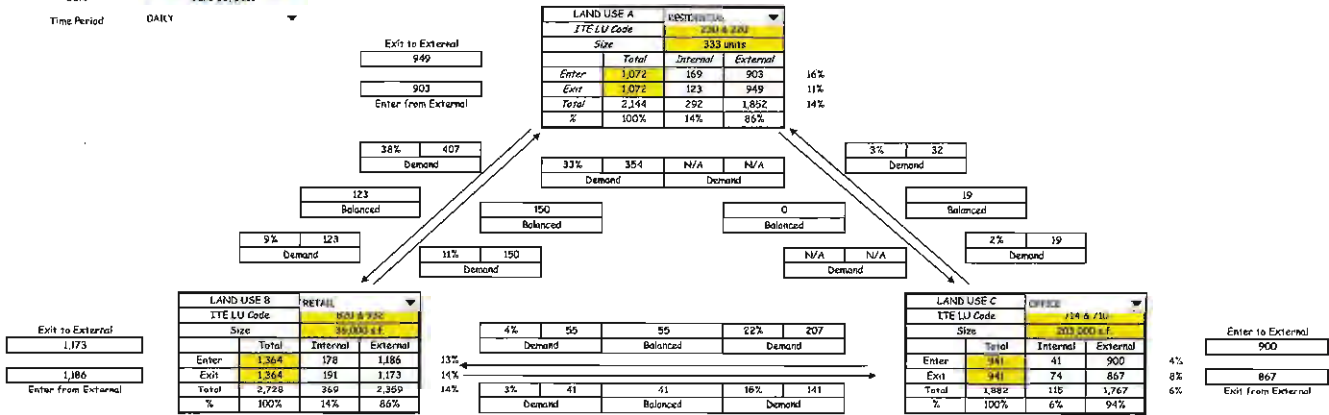 Time Period DAILY
LAND USE A RESIDENTIAL
ITE LU Code 230 & 220
Size 333 units
Total Internal External
Enter 1,072 169 903 16%
Exit 1,072 123 949 11%
Total 2,144 292 1,852 14%
% 100% 14% 86%
Exit to External
949
903
Enter from External
38% 407
Demand
33% 354 N/A N/A
Demand Demand
3% 32
Demand
123
Balanced
150
Balanced
0
Balanced
19
Balanced
9% 123
Demand
11% 150
Demand
N/A N/A
Demand
2% 19
Demand
LAND USE B RETAIL
ITE LU Code 820 & 932
Size 36,000 s.f.
Total Internal External
Enter 1,364 178 1,186 13%
Exit 1,364 191 1,173 14%
Total 2,728 369 2,359 14%
% 100% 14% 86%
Exit to External
1,173
1,186
Enter from External
4% 55 55 22% 207
Demand Balanced Demand
3% 41 41 15% 141
Demand Balanced Demand
LAND USE C OFFICE
ITE LU Code 714 & 710
Size 203,000 s.f.
Total Internal External
Enter 941 41 900 4%
Exit 941 74 867 8%
Total 1,882 115 1,767 6%
% 100% 6% 94%
Enter to External
900
867
Exit from External